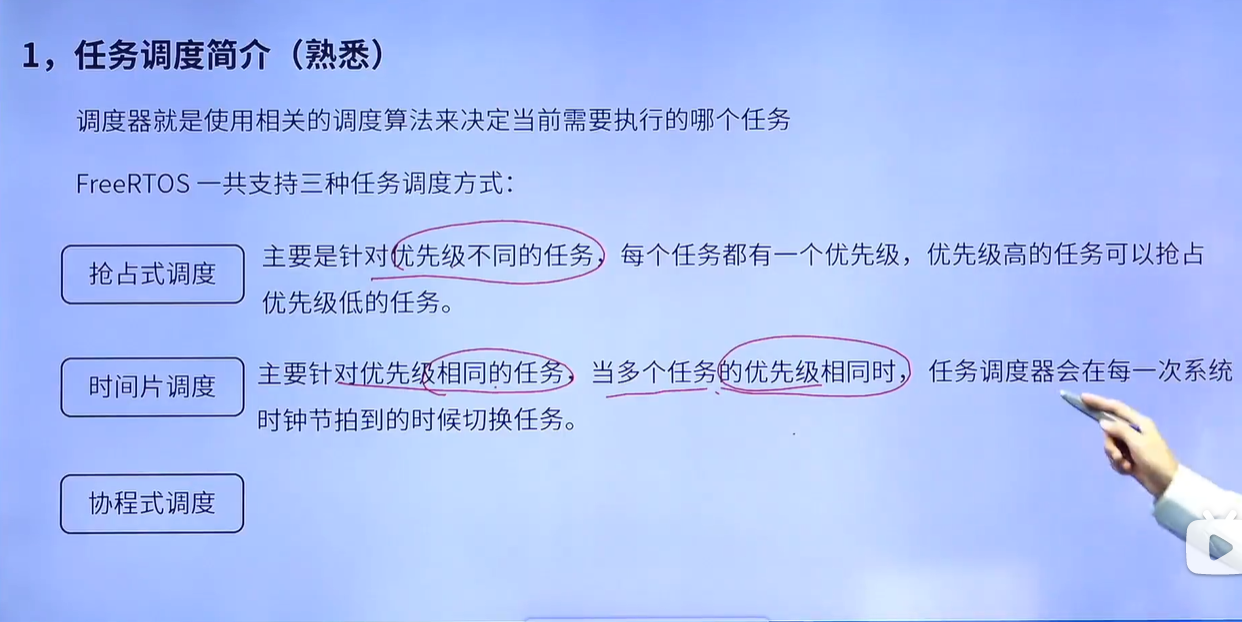 1，任务调度简介（熟悉）
调度器就是使用相关的调度算法来决定当前需要执行的哪个任务
FreeRTOS 一共支持三种任务调度方式：
抢占式调度
主要是针对优先级不同的任务，每个任务都有一个优先级，优先级高的任务可以抢占
优先级低的任务。
时间片调度
主要针对优先级相同的任务，当多个任务的优先级相同时，任务调度器会在每一次系统
时钟节拍到的时候切换任务。
协程式调度